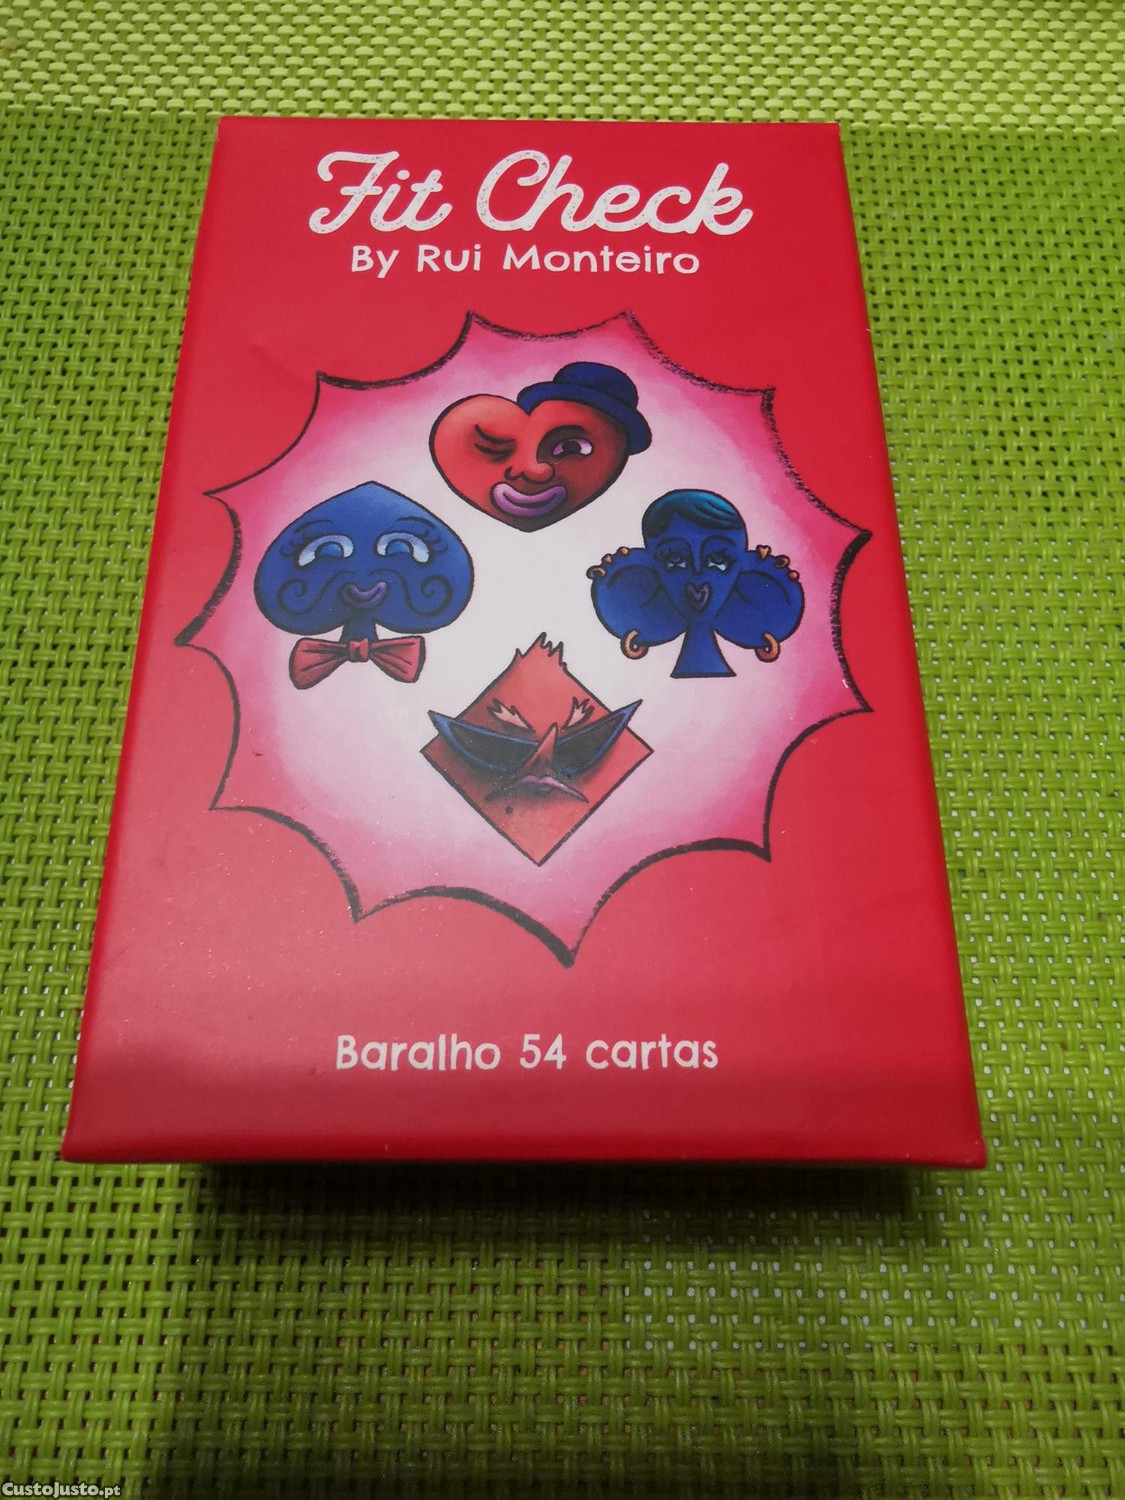 Fit Check
By Rui Monteiro
Baralho 54 cartas
CustoJusto.pt